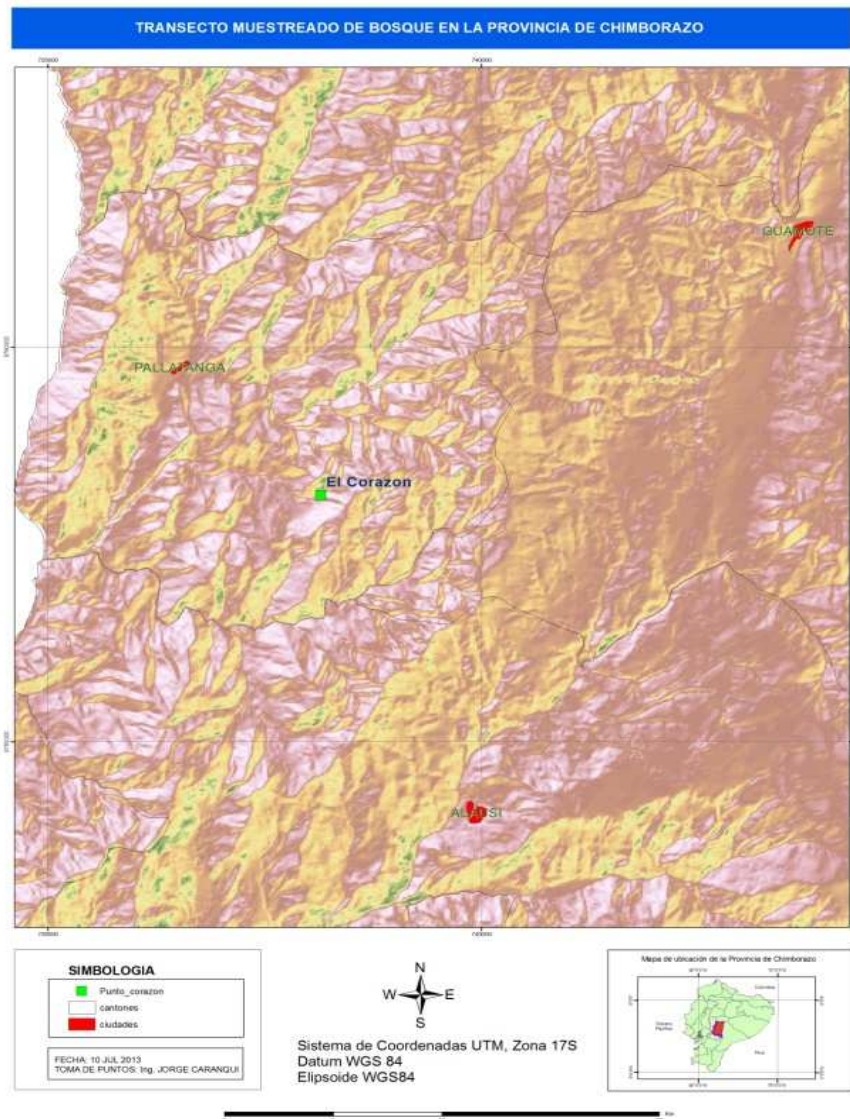 TRANSECTO MUESTREADO DE BOSQUE EN LA PROVINCIA DE CHIMBORAZO
GUAMOTE
PALLATANGA
El Corazon
ALAUSI
SIMBOLOGIA
Punto_corazon
cantones
ciudades
FECHA: 10 JUL 2013
TOMA DE PUNTOS: Ing. JORGE CARANQUI
N
W E
S
Sistema de Coordenadas UTM, Zona 17S
Datum WGS 84
Elipsoide WGS84
Mapa de ubicación de la Provincia de Chimborazo
Colombia
Perú